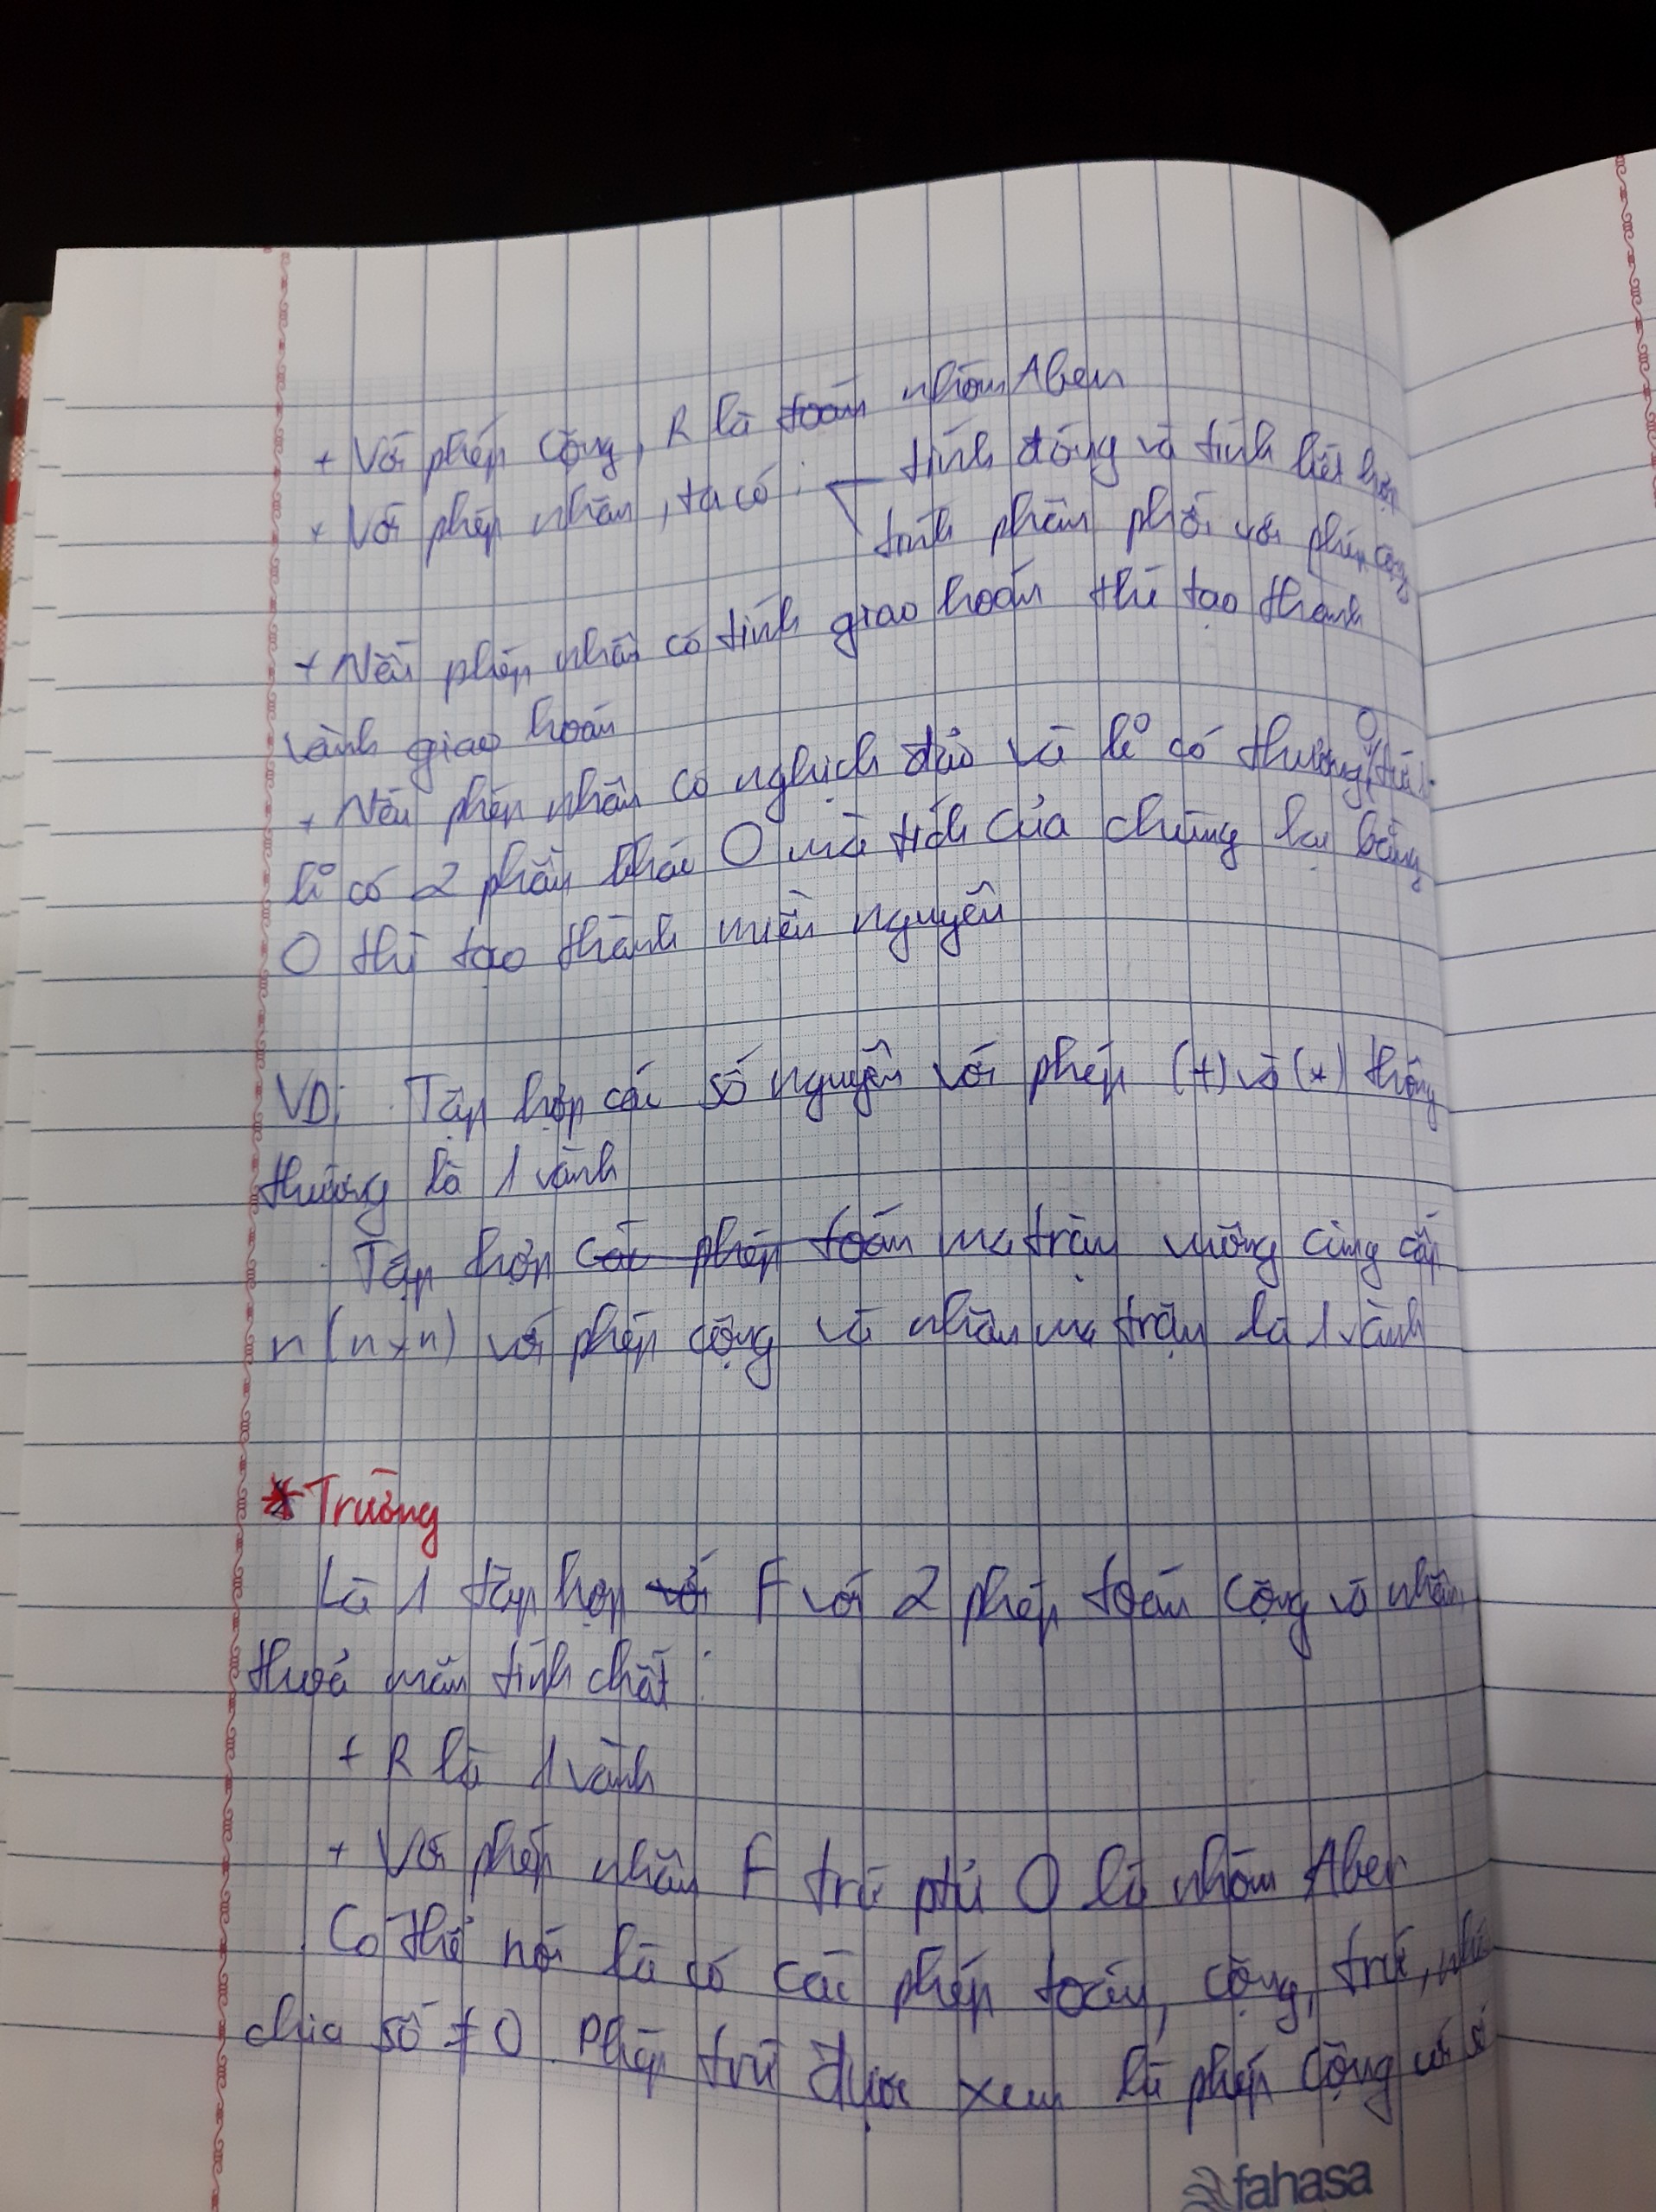 + Với phép cộng, R là toán nhóm Aben
+ Với phép nhân, ta có : tính đóng và tính kết hợp
tính phân phối với phép cộng
+ Nếu phép nhân có tính giao hoán thì tạo thành
vành giao hoán
+ Nếu phép nhân có nghịch đảo và ko có thương 0,
ko có 2 phần khác 0 mà tích của chúng lại bằng
0 thì tạo thành miền nguyên
VD: Tập hợp các số nguyên với phép (+) và (*) thông
thường là 1 vành
Tập hợp các phép toán ma trận vuông cùng cấp
n (n x n) với phép cộng và nhân ma trận là 1 vành
* Trường
Là 1 tập hợp với F với 2 phép toán cộng và nhân
thoả mãn tính chất :
+ R là 1 vành
+ Với phép nhân F trừ ptử 0 là nhóm Aben
Có thể nói là có các phép toán, cộng, trừ,
chia số ≠ 0. Phép trừ được xem là phép cộng với số
fahasa